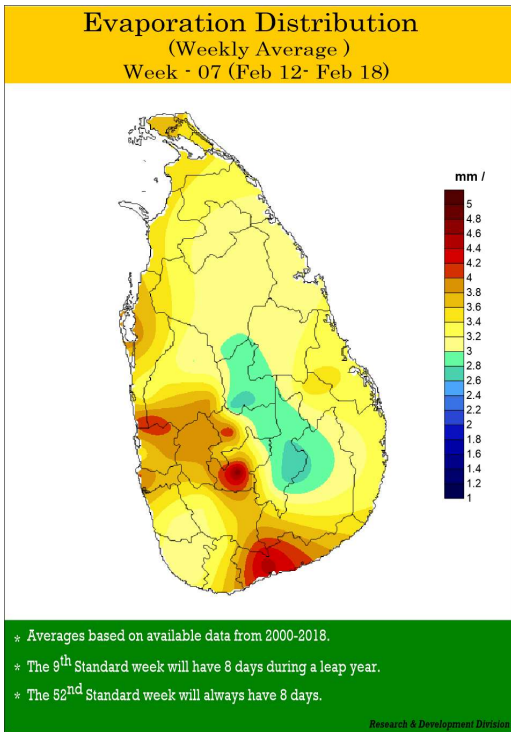 Evaporation Distribution
(Weekly Average )
Week - 07 (Feb 12- Feb 18)
mm /
5
4.8
4.6
4.4
4.2
4
3.8
3.6
3.4
3.2
3
2.8
2.6
2.4
2.2
2
1.8
1.6
1.4
1.2
1
* Averages based on available data from 2000-2018.
* The 9th Standard week will have 8 days during a leap year.
* The 52nd Standard week will always have 8 days.
Research & Development Division